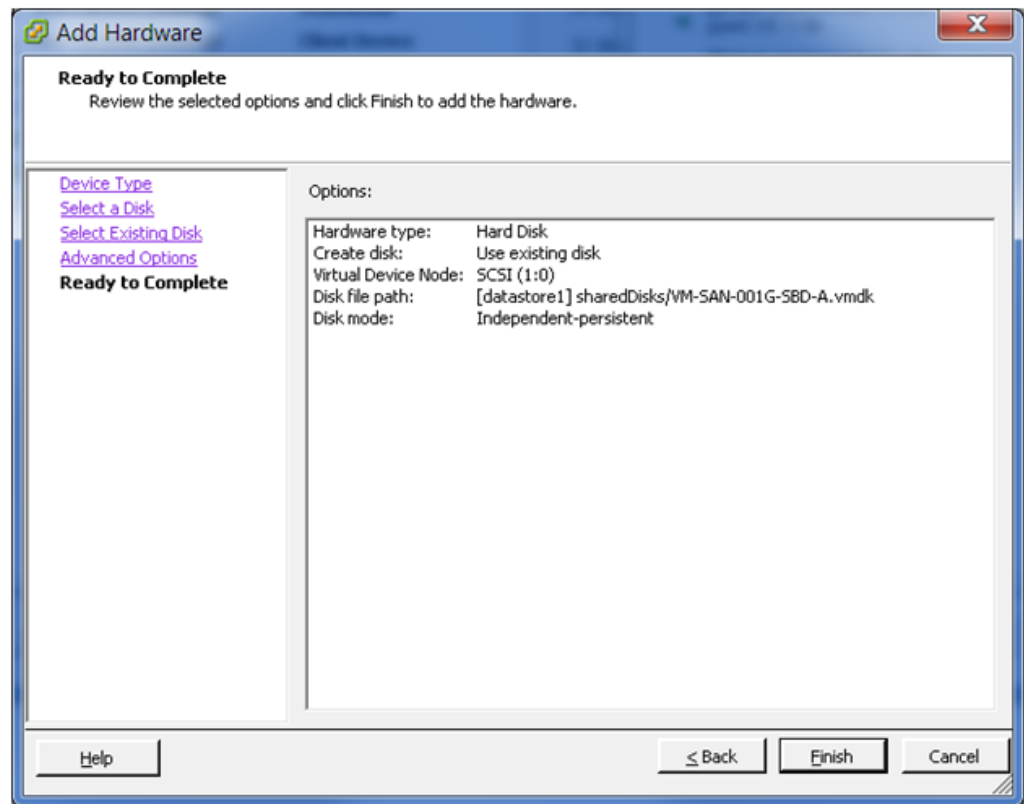 Add Hardware
Ready to Complete
Review the selected options and click Finish to add the hardware.
Device Type
Select a Disk
Select Existing Disk
Advanced Options
Ready to Complete
Options:
Hardware type: Hard Disk
Create disk: Use existing disk
Virtual Device Node: SCSI (1:0)
Disk file path: [datastore1] sharedDisks/VM-SAN-001G-SBD-A.vmdk
Disk mode: Independent-persistent
Help
< Back
Finish
Cancel